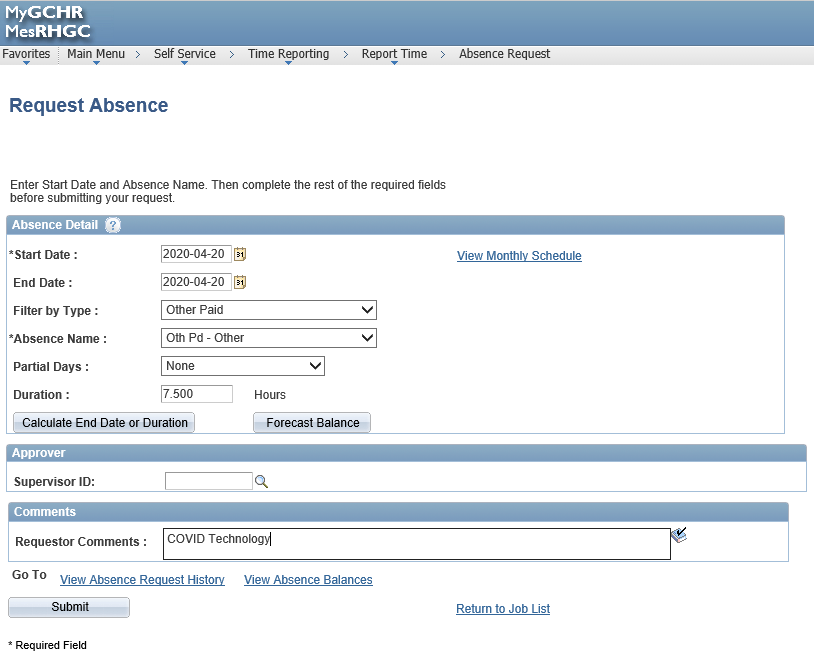 MyGCHR
MesRHGC
Favorites Main Menu > Self Service > Time Reporting > Report Time > Absence Request
Request Absence
Enter Start Date and Absence Name. Then complete the rest of the required fields
before submitting your request.
Absence Detail ?
*Start Date : 2020-04-20 31 View Monthly Schedule
End Date : 2020-04-20 31
Filter by Type : Other Paid
*Absence Name : Oth Pd - Other
Partial Days : None
Duration : 7.500 Hours
Calculate End Date or Duration Forecast Balance
Approver
Supervisor ID:
Comments
Requestor Comments : COVID Technology
Go To View Absence Request History View Absence Balances
Submit Return to Job List
* Required Field